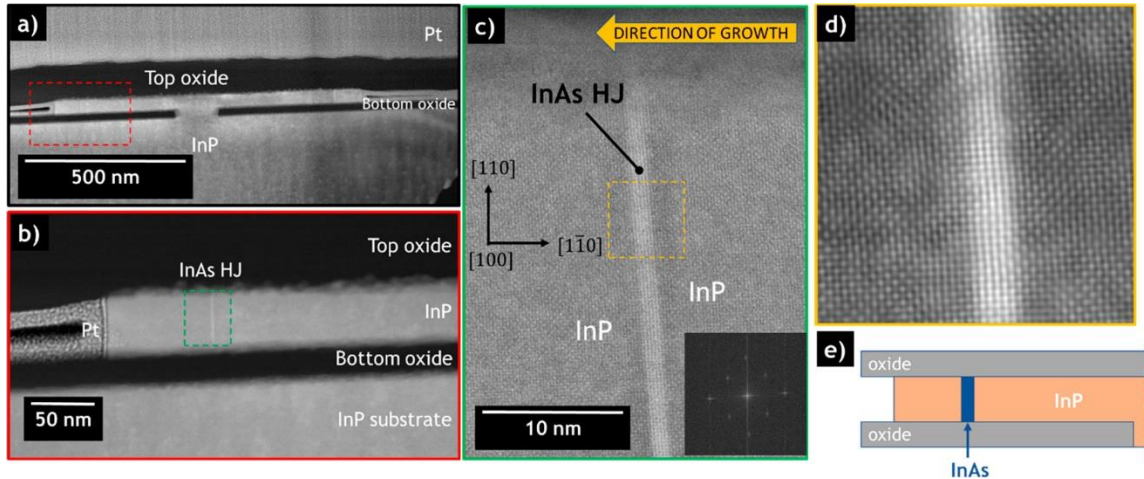 a)
Pt
Top oxide
Bottom oxide
InP
500 nm
b)
Top oxide
InAs HJ
InP
Pt
Bottom oxide
50 nm
InP substrate
c)
DIRECTION OF GROWTH
InAs HJ
[110]
[100]
[11̄0]
InP
InP
10 nm
d)
e)
oxide
InP
oxide
InAs